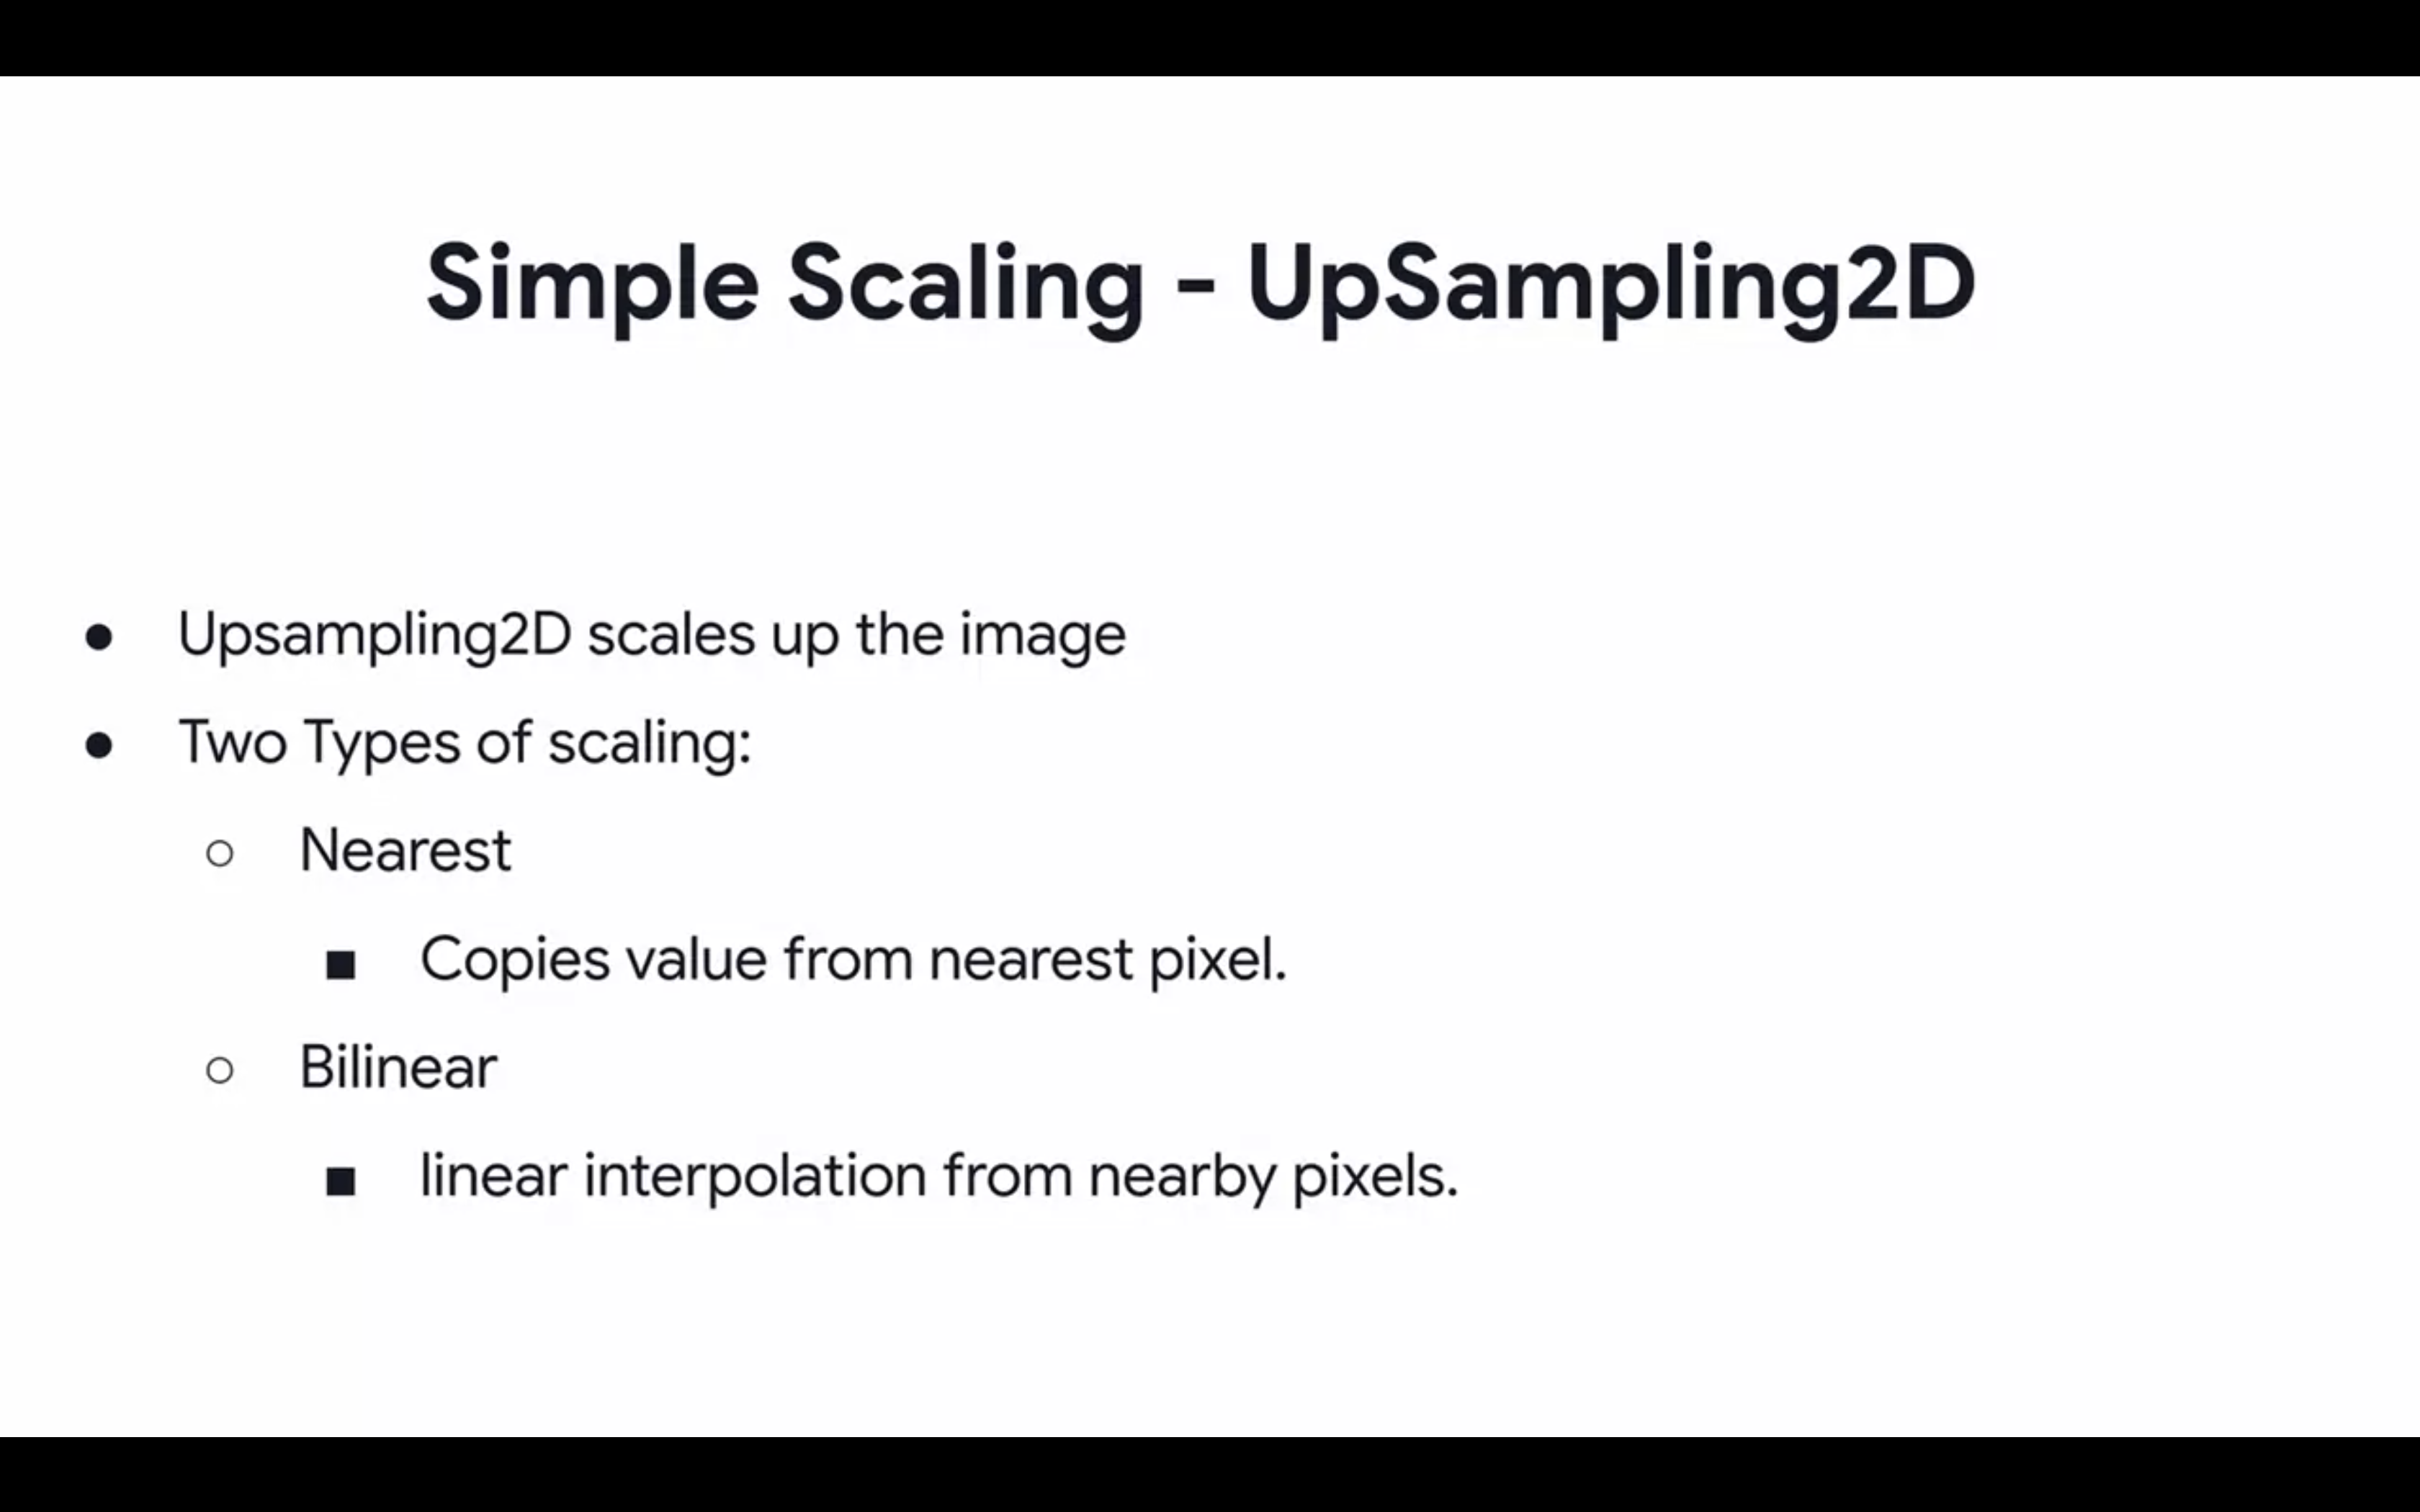 Simple Scaling - UpSampling2D
● Upsampling2D scales up the image
● Two Types of scaling:
○ Nearest
■ Copies value from nearest pixel.
○ Bilinear
■ linear interpolation from nearby pixels.